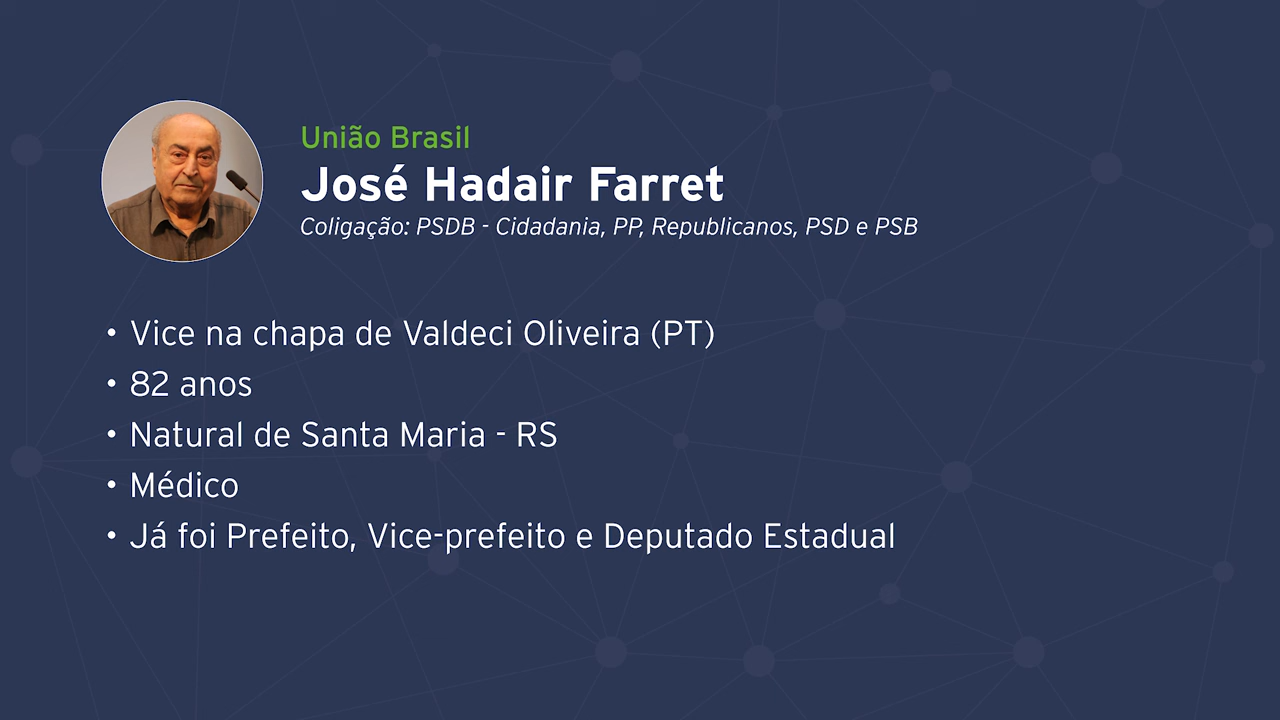 União Brasil
José Hadair Farret
Coligação: PSDB - Cidadania, PP, Republicanos, PSD e PSB
• Vice na chapa de Valdeci Oliveira (PT)
• 82 anos
• Natural de Santa Maria - RS
• Médico
• Já foi Prefeito, Vice-prefeito e Deputado Estadual